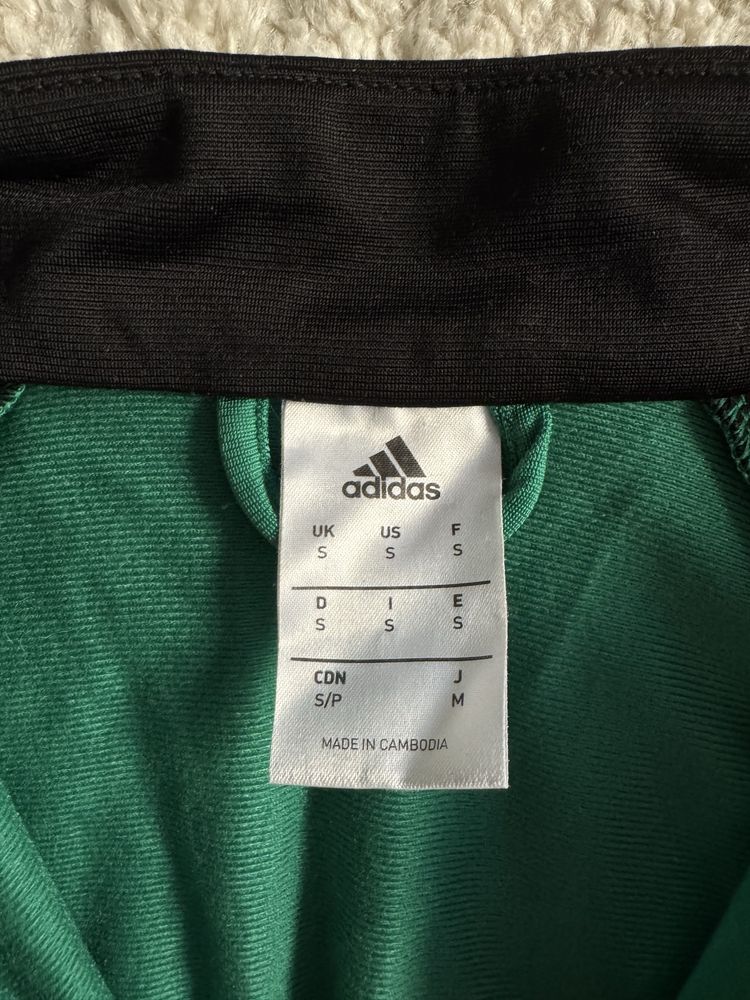 adidas
UK US F
S S S
D I E
S S S
CDN J
S/P M
MADE IN CAMBODIA